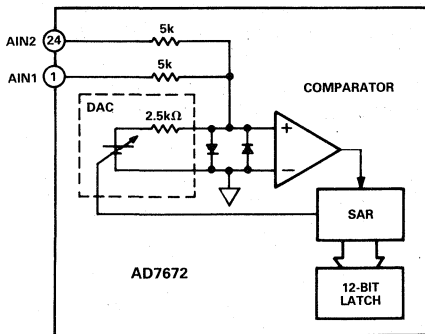 5k
AIN2 24
5k
AIN1 1
COMPARATOR
DAC
2.5kΩ
+
−
SAR
AD7672
12-BIT
LATCH